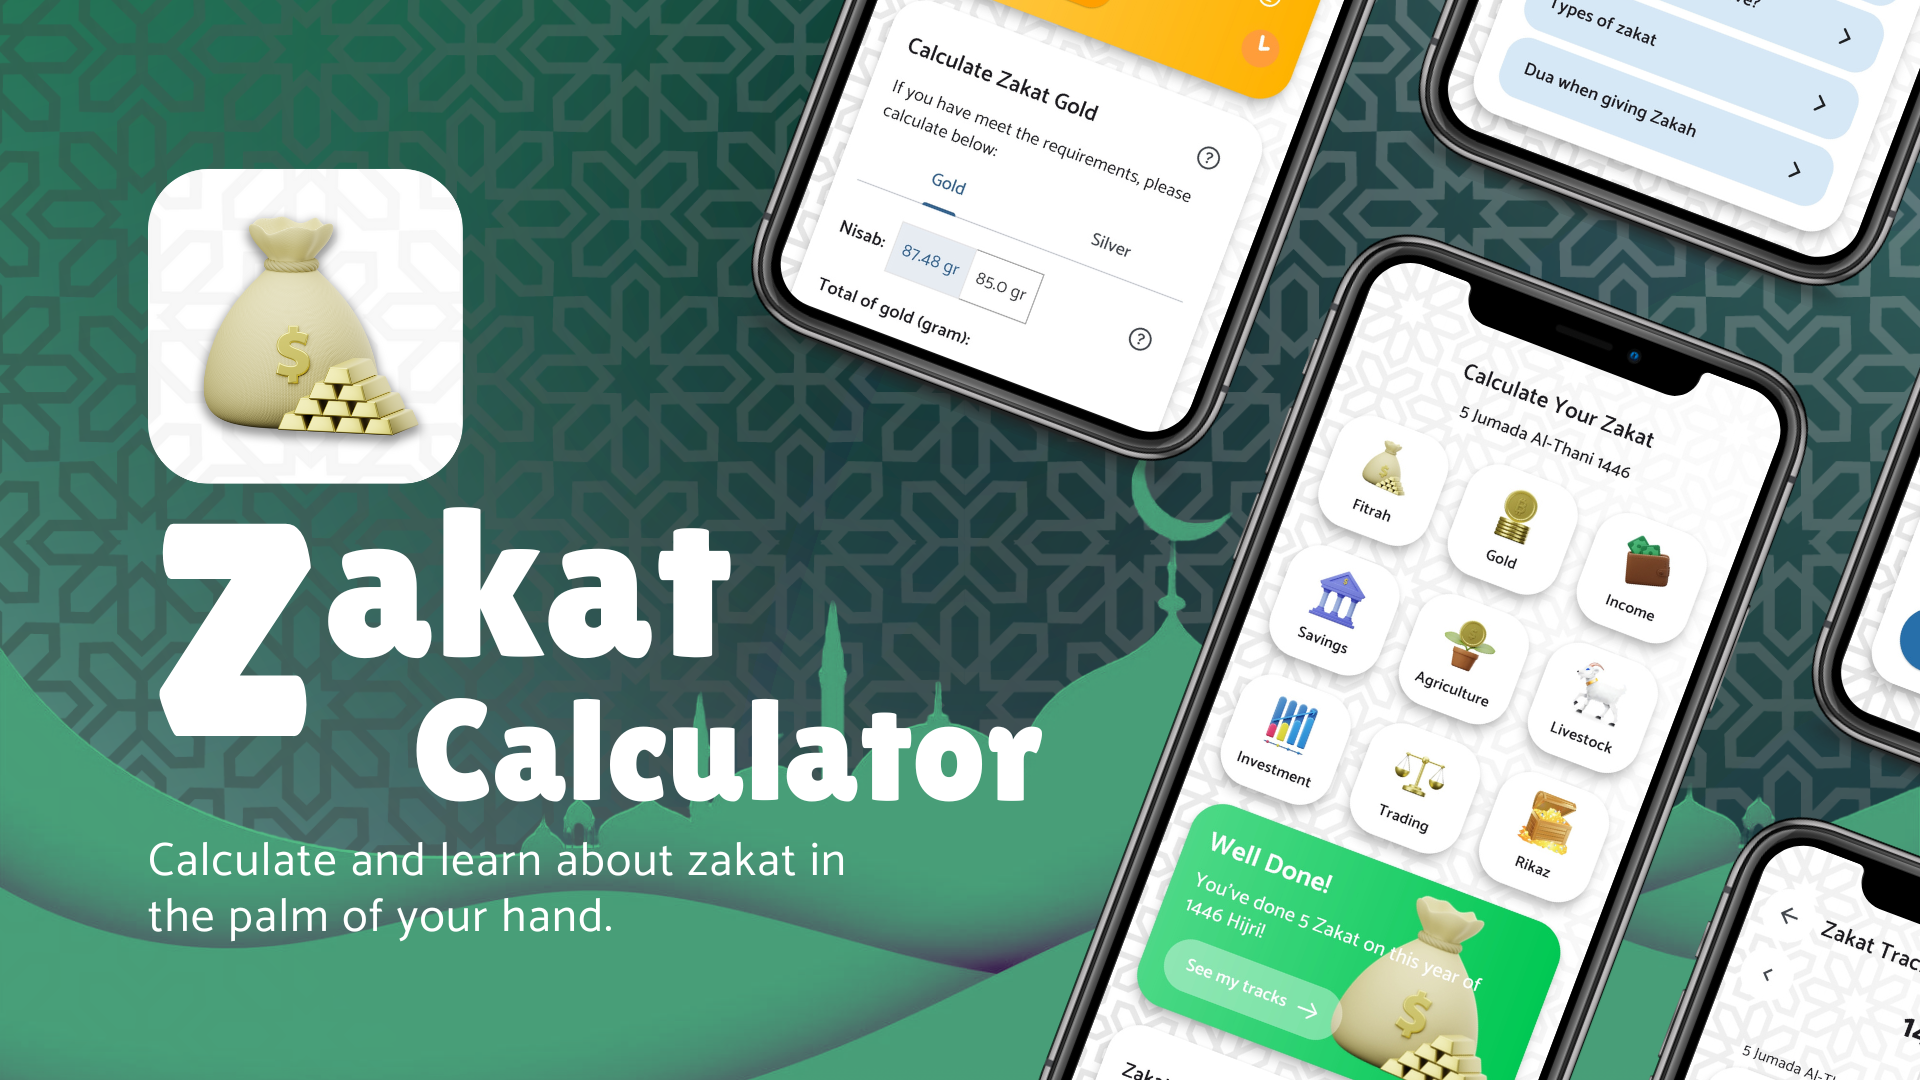 Zakat
Calculator
Calculate and learn about zakat in
the palm of your hand.
Calculate Zakat Gold
If you have meet the requirements, please
calculate below:
Gold
Silver
Nisab:
87.48 gr
85.0 gr
Total of gold (gram):
Types of zakat
Dua when giving Zakah
Calculate Your Zakat
5 Jumada Al-Thani 1446
Fitrah
Gold
Income
Savings
Agriculture
Livestock
Investment
Trading
Rikaz
Well Done!
You've done 5 Zakat on this year of
1446 Hijri!
See my tracks
Zakat
5 Jumada